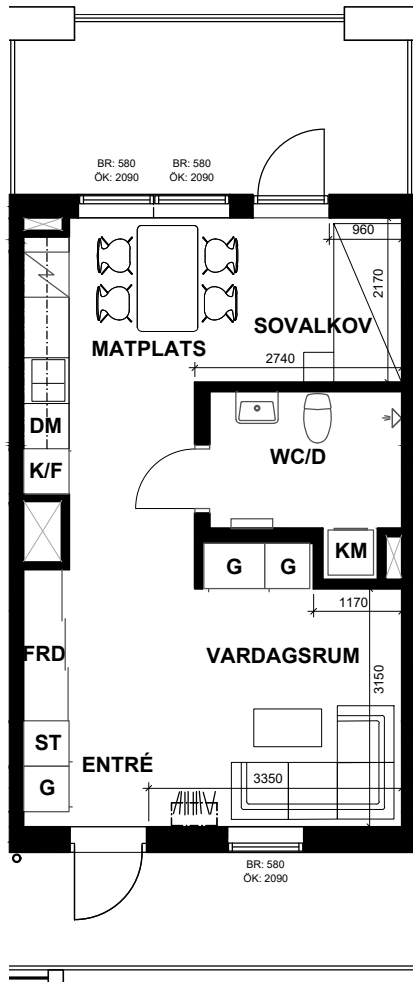 BR: 580 BR: 580
ÖK: 2090 ÖK: 2090
960
2170
SOVALKOV
MATPLATS
2740
DM
WC/D
K/F
KM
G G
1170
FRD
VARDAGSRUM
3150
ST
ENTRÉ
3350
G
BR: 580
ÖK: 2090